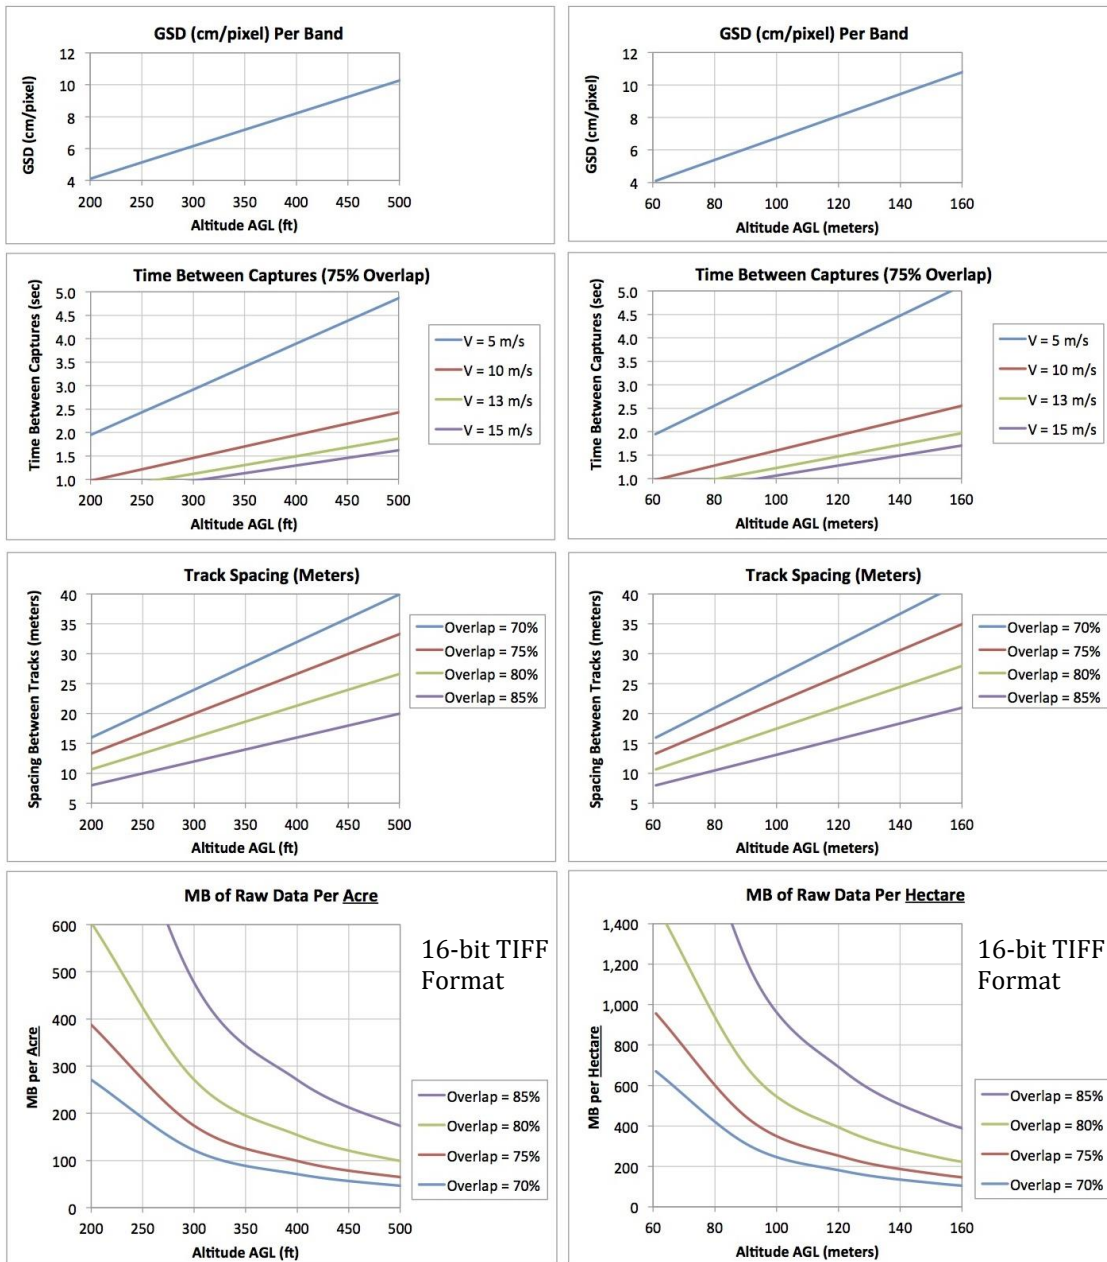 GSD (cm/pixel) Per Band
GSD (cm/pixel)
12
10
8
6
4
200 250 300 350 400 450 500
Altitude AGL (ft)
GSD (cm/pixel) Per Band
GSD (cm/pixel)
12
10
8
6
4
60 80 100 120 140 160
Altitude AGL (meters)
Time Between Captures (75% Overlap)
Time Between Captures (sec)
5.0
4.5
4.0
3.5
3.0
2.5
2.0
1.5
1.0
200 250 300 350 400 450 500
Altitude AGL (ft)
V = 5 m/s
V = 10 m/s
V = 13 m/s
V = 15 m/s
Time Between Captures (75% Overlap)
Time Between Captures (sec)
5.0
4.5
4.0
3.5
3.0
2.5
2.0
1.5
1.0
60 80 100 120 140 160
Altitude AGL (meters)
V = 5 m/s
V = 10 m/s
V = 13 m/s
V = 15 m/s
Track Spacing (Meters)
Spacing Between Tracks (meters)
40
35
30
25
20
15
10
5
200 250 300 350 400 450 500
Altitude AGL (ft)
Overlap = 70%
Overlap = 75%
Overlap = 80%
Overlap = 85%
Track Spacing (Meters)
Spacing Between Tracks (meters)
40
35
30
25
20
15
10
5
60 80 100 120 140 160
Altitude AGL (meters)
Overlap = 70%
Overlap = 75%
Overlap = 80%
Overlap = 85%
MB of Raw Data Per Acre
MB per Acre
600
500
400
300
200
100
0
200 250 300 350 400 450 500
Altitude AGL (ft)
16-bit TIFF
Format
Overlap = 85%
Overlap = 80%
Overlap = 75%
Overlap = 70%
MB of Raw Data Per Hectare
MB per Hectare
1,400
1,200
1,000
800
600
400
200
0
60 80 100 120 140 160
Altitude AGL (meters)
16-bit TIFF
Format
Overlap = 85%
Overlap = 80%
Overlap = 75%
Overlap = 70%